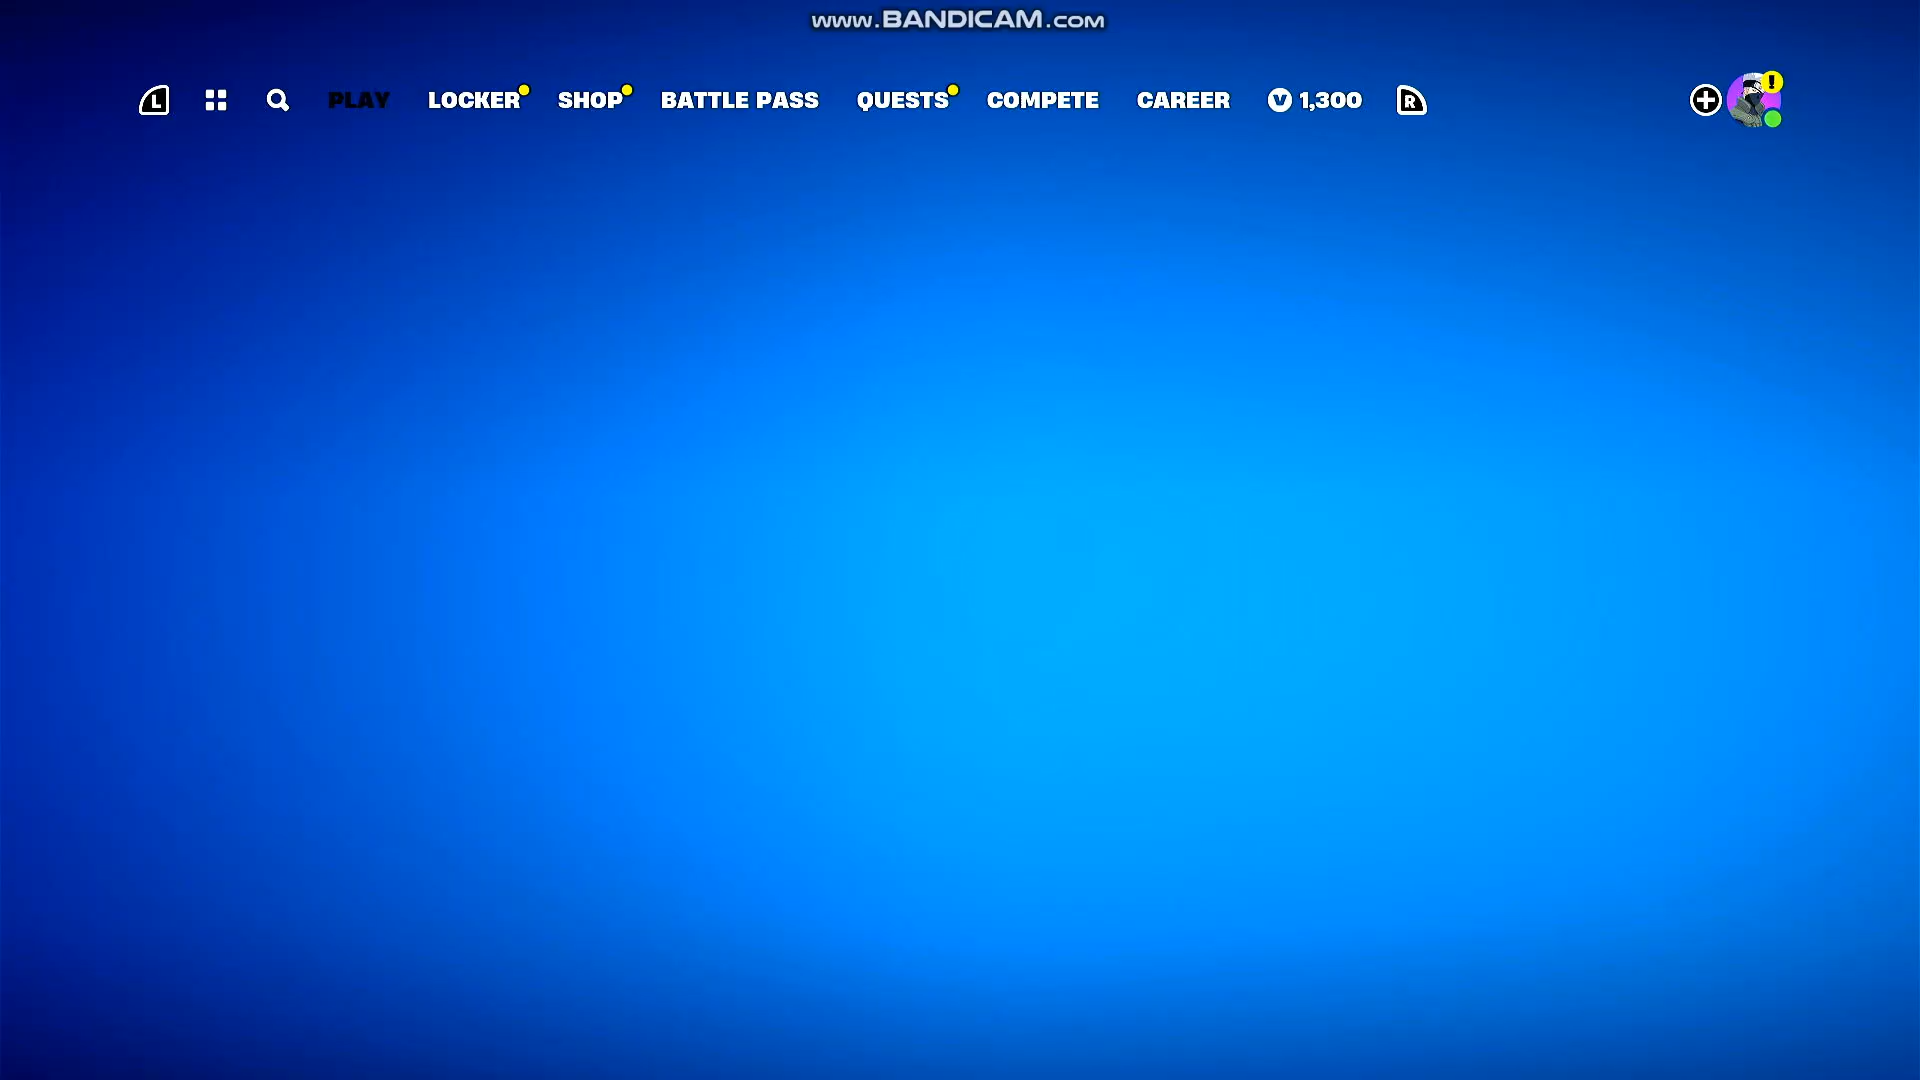 www.BANDICAM.com
L PLAY LOCKER SHOP BATTLE PASS QUESTS COMPETE CAREER V 1,300 R !